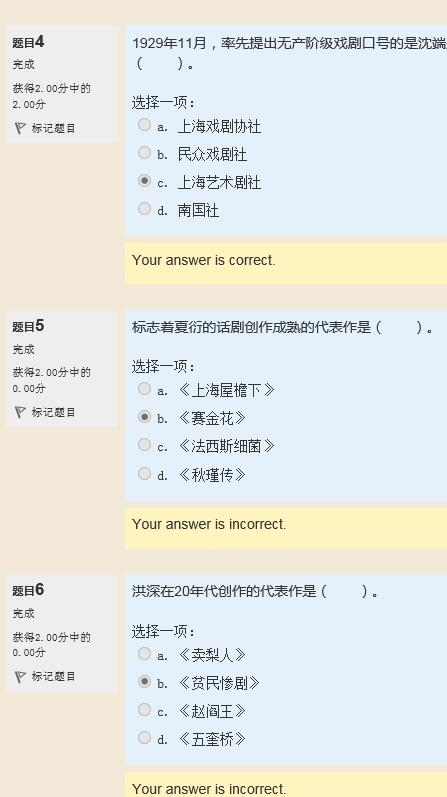 题目4
完成
获得2.00分中的
2.00分
标记题目
1929年11月，率先提出无产阶级戏剧口号的是沈端
（　　）。
选择一项：
a. 上海戏剧协社
b. 民众戏剧社
c. 上海艺术剧社
d. 南国社
Your answer is correct.
题目5
完成
获得2.00分中的
0.00分
标记题目
标志着夏衍的话剧创作成熟的代表作是（　　）。
选择一项：
a. 《上海屋檐下》
b. 《赛金花》
c. 《法西斯细菌》
d. 《秋瑾传》
Your answer is incorrect.
题目6
完成
获得2.00分中的
0.00分
标记题目
洪深在20年代创作的代表作是（　　）。
选择一项：
a. 《卖梨人》
b. 《贫民惨剧》
c. 《赵阎王》
d. 《五奎桥》
Your answer is incorrect.